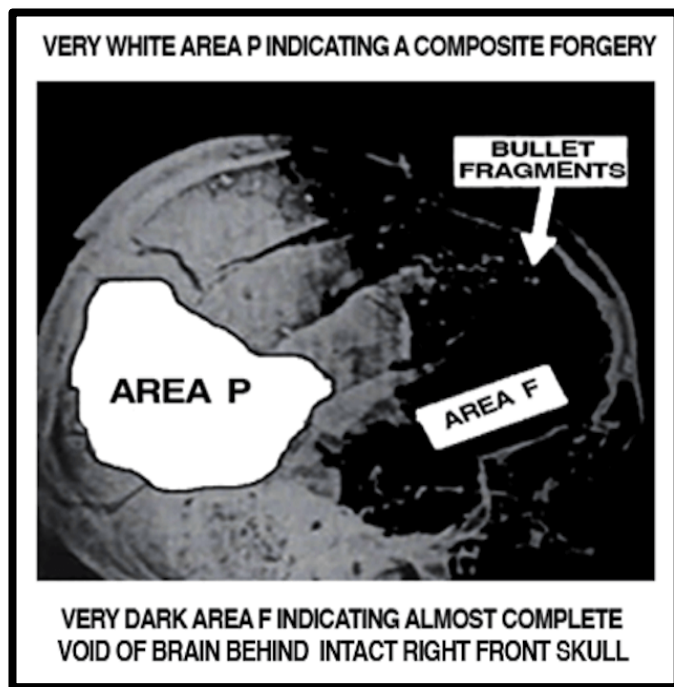 VERY WHITE AREA P INDICATING A COMPOSITE FORGERY
BULLET
FRAGMENTS
AREA P
AREA F
VERY DARK AREA F INDICATING ALMOST COMPLETE
VOID OF BRAIN BEHIND INTACT RIGHT FRONT SKULL